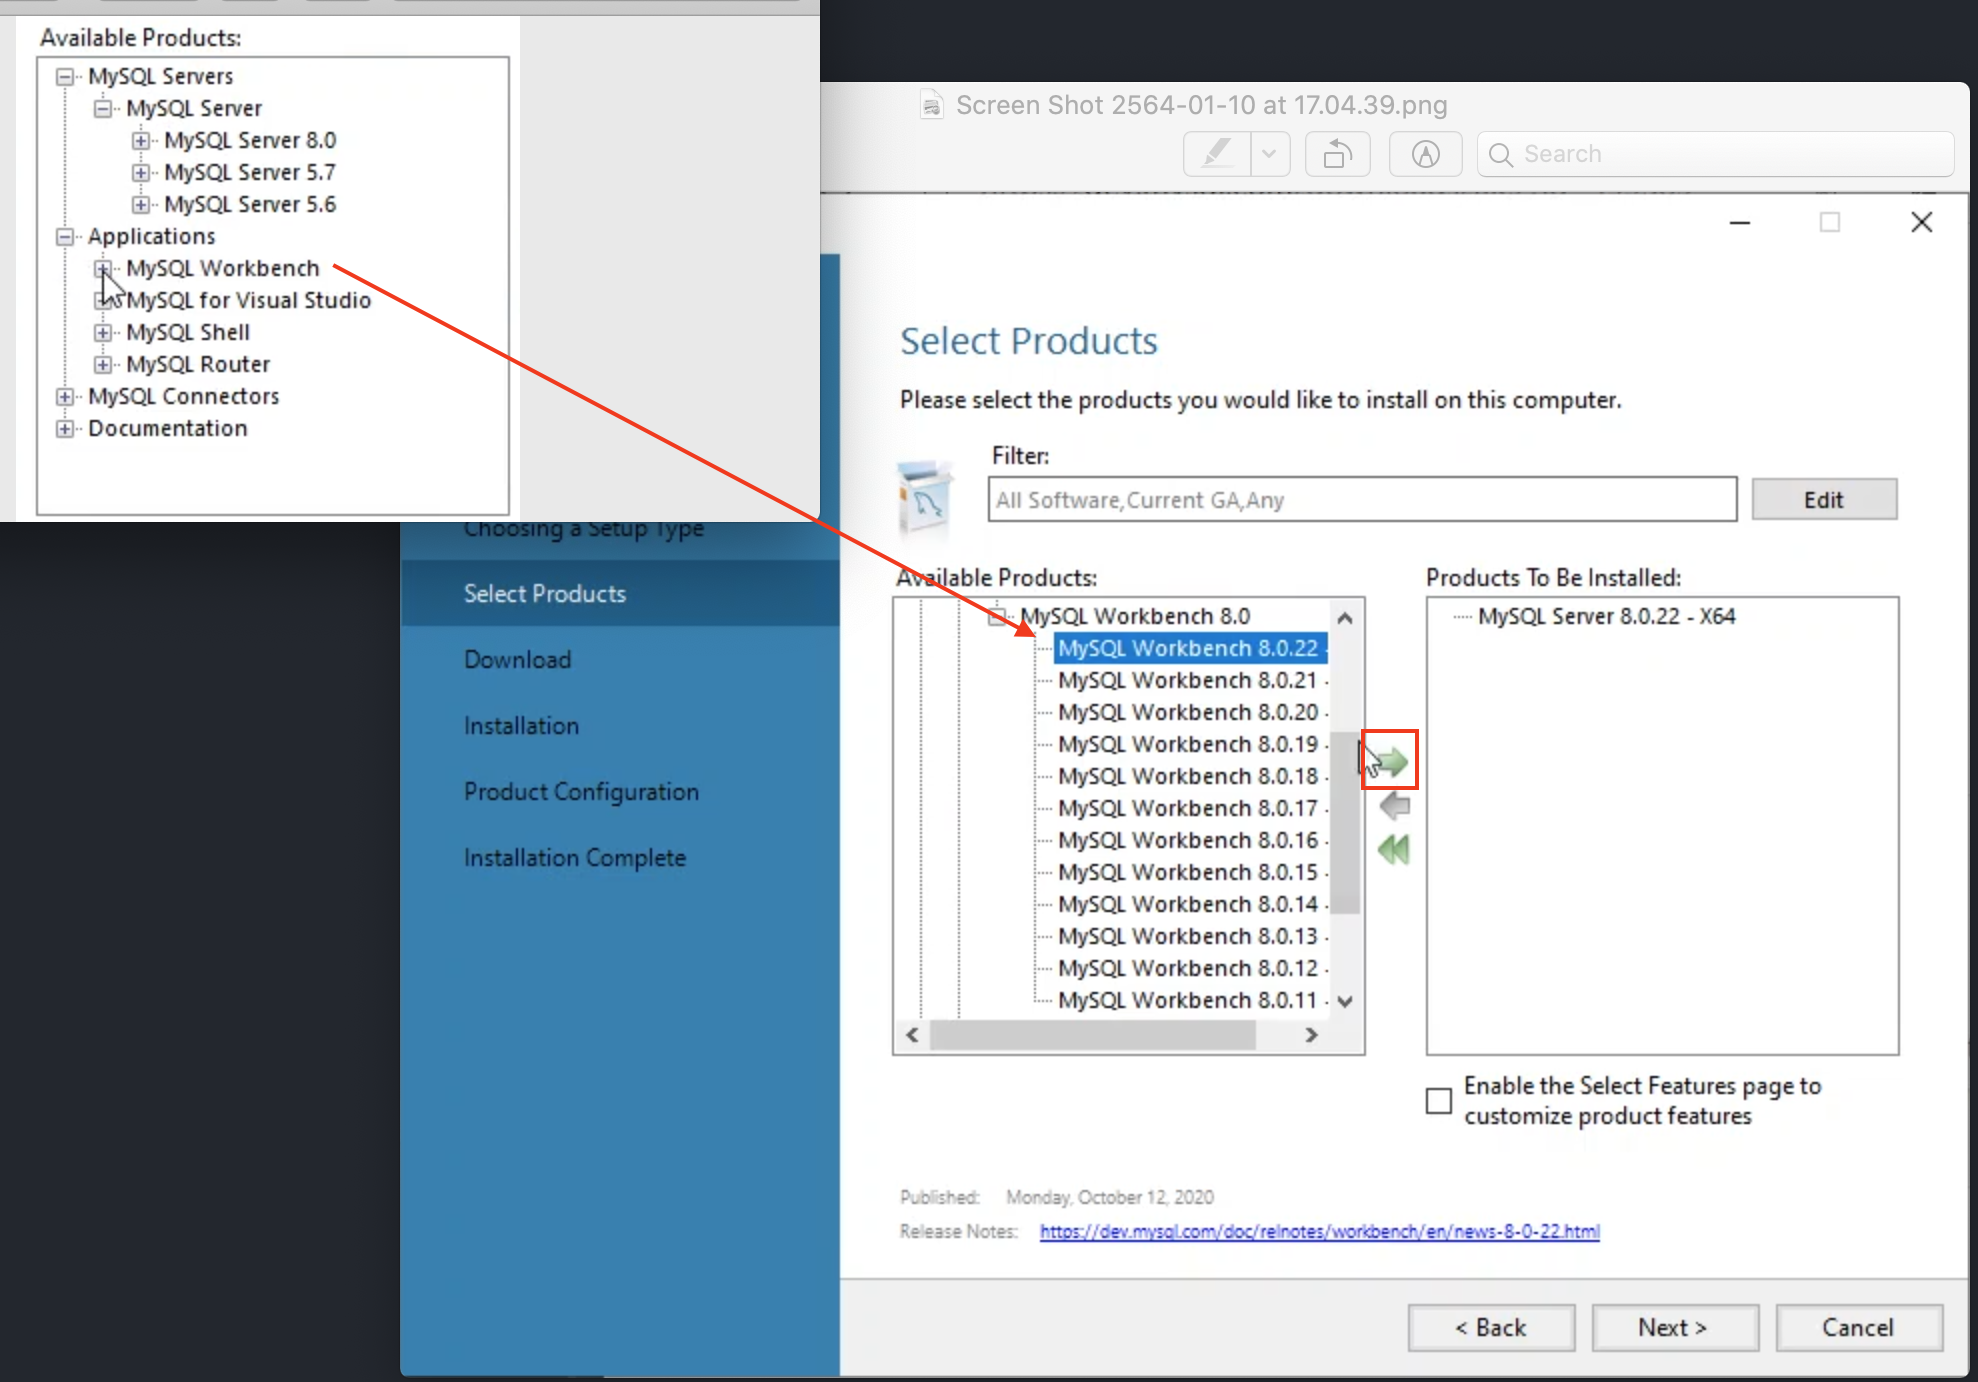 Available Products:
MySQL Servers
MySQL Server
MySQL Server 8.0
MySQL Server 5.7
MySQL Server 5.6
Applications
MySQL Workbench
MySQL for Visual Studio
MySQL Shell
MySQL Router
MySQL Connectors
Documentation
Screen Shot 2564-01-10 at 17.04.39.png
Search
Choosing a Setup Type
Select Products
Download
Installation
Product Configuration
Installation Complete
Select Products
Please select the products you would like to install on this computer.
Filter:
All Software,Current GA,Any
Edit
Available Products:
MySQL Workbench 8.0
MySQL Workbench 8.0.22 -
MySQL Workbench 8.0.21 -
MySQL Workbench 8.0.20 -
MySQL Workbench 8.0.19 -
MySQL Workbench 8.0.18 -
MySQL Workbench 8.0.17 -
MySQL Workbench 8.0.16 -
MySQL Workbench 8.0.15 -
MySQL Workbench 8.0.14 -
MySQL Workbench 8.0.13 -
MySQL Workbench 8.0.12 -
MySQL Workbench 8.0.11 -
Products To Be Installed:
MySQL Server 8.0.22 - X64
Enable the Select Features page to
customize product features
Published: Monday, October 12, 2020
Release Notes: https://dev.mysql.com/doc/relnotes/workbench/en/news-8-0-22.html
< Back
Next >
Cancel